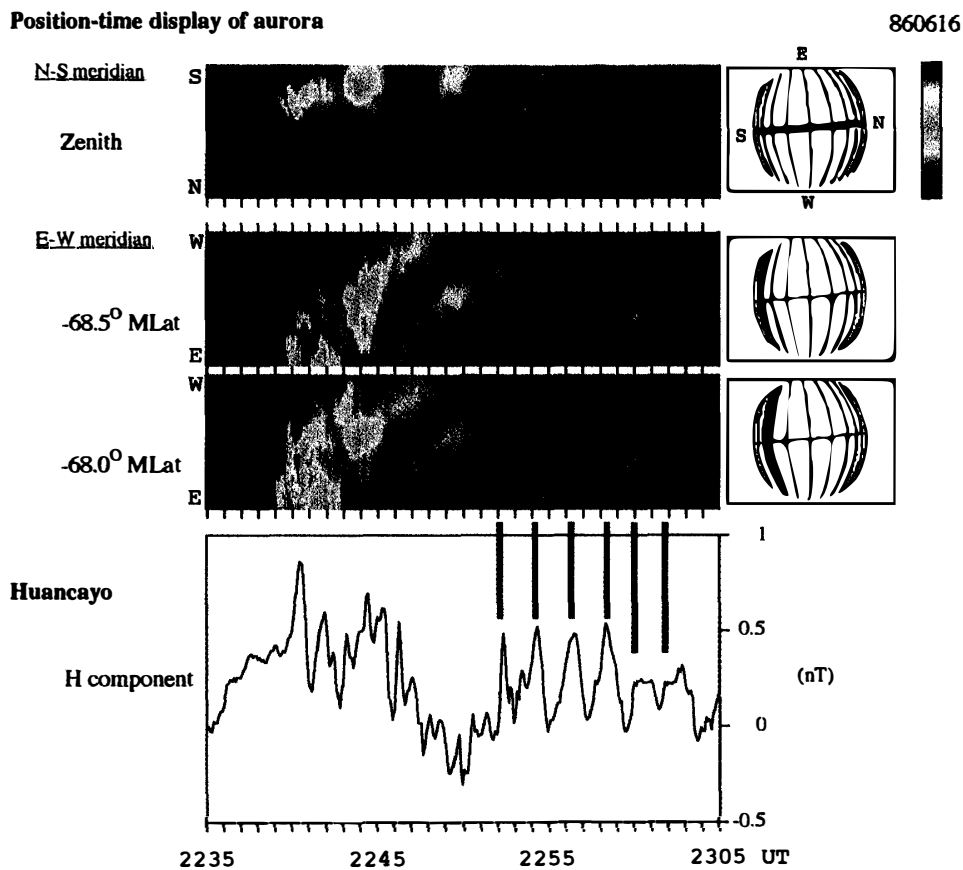 Position-time display of aurora 860616
N-S meridian S
Zenith
N
E
S N
W
E-W meridian W
-68.5° MLat
E
W
-68.0° MLat
E
Huancayo
H component
1
0.5
(nT)
0
-0.5
2235 2245 2255 2305 UT